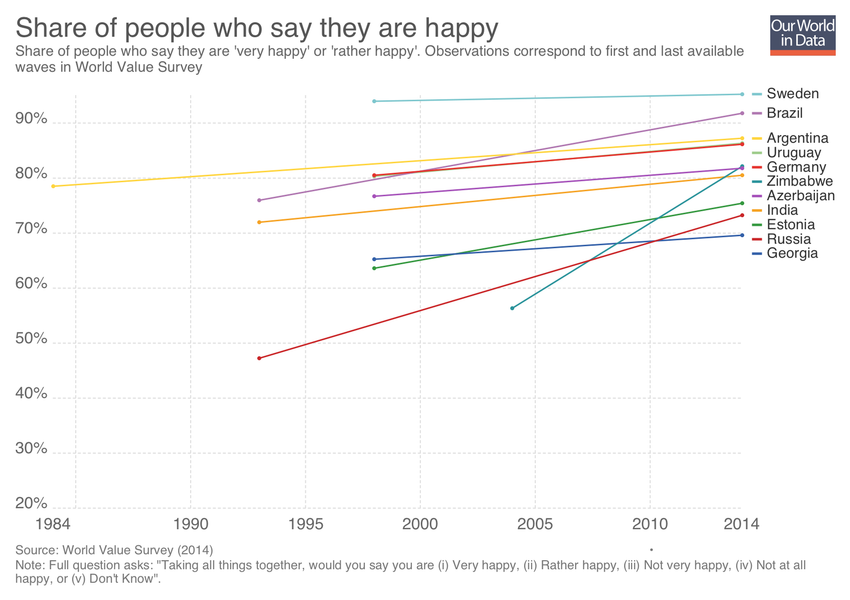 Share of people who say they are happy
Our World
in Data
Share of people who say they are 'very happy' or 'rather happy'. Observations correspond to first and last available
waves in World Value Survey
90%
80%
70%
60%
50%
40%
30%
20%
Sweden
Brazil
Argentina
Uruguay
Germany
Zimbabwe
Azerbaijan
India
Estonia
Russia
Georgia
1984
1990
1995
2000
2005
2010
2014
Source: World Value Survey (2014)
Note: Full question asks: "Taking all things together, would you say you are (i) Very happy, (ii) Rather happy, (iii) Not very happy, (iv) Not at all
happy, or (v) Don't Know".